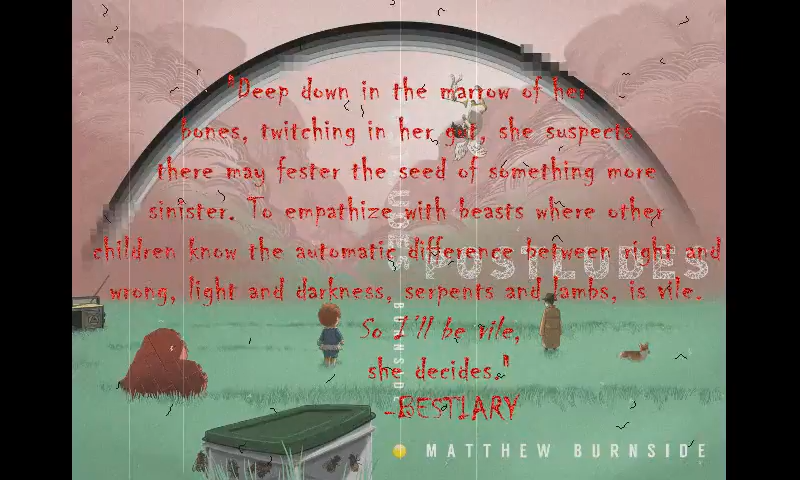 "Deep down in the marrow of her
bones, twitching in her gut, she suspects
there may fester the seed of something more
sinister. To empathize with beasts where other
children know the automatic difference between right and
wrong, light and darkness, serpents and lambs, is vile.
So I'll be vile,
she decides."
-BESTIARY
POSTLUDES
BURNSIDE
MATTHEW BURNSIDE